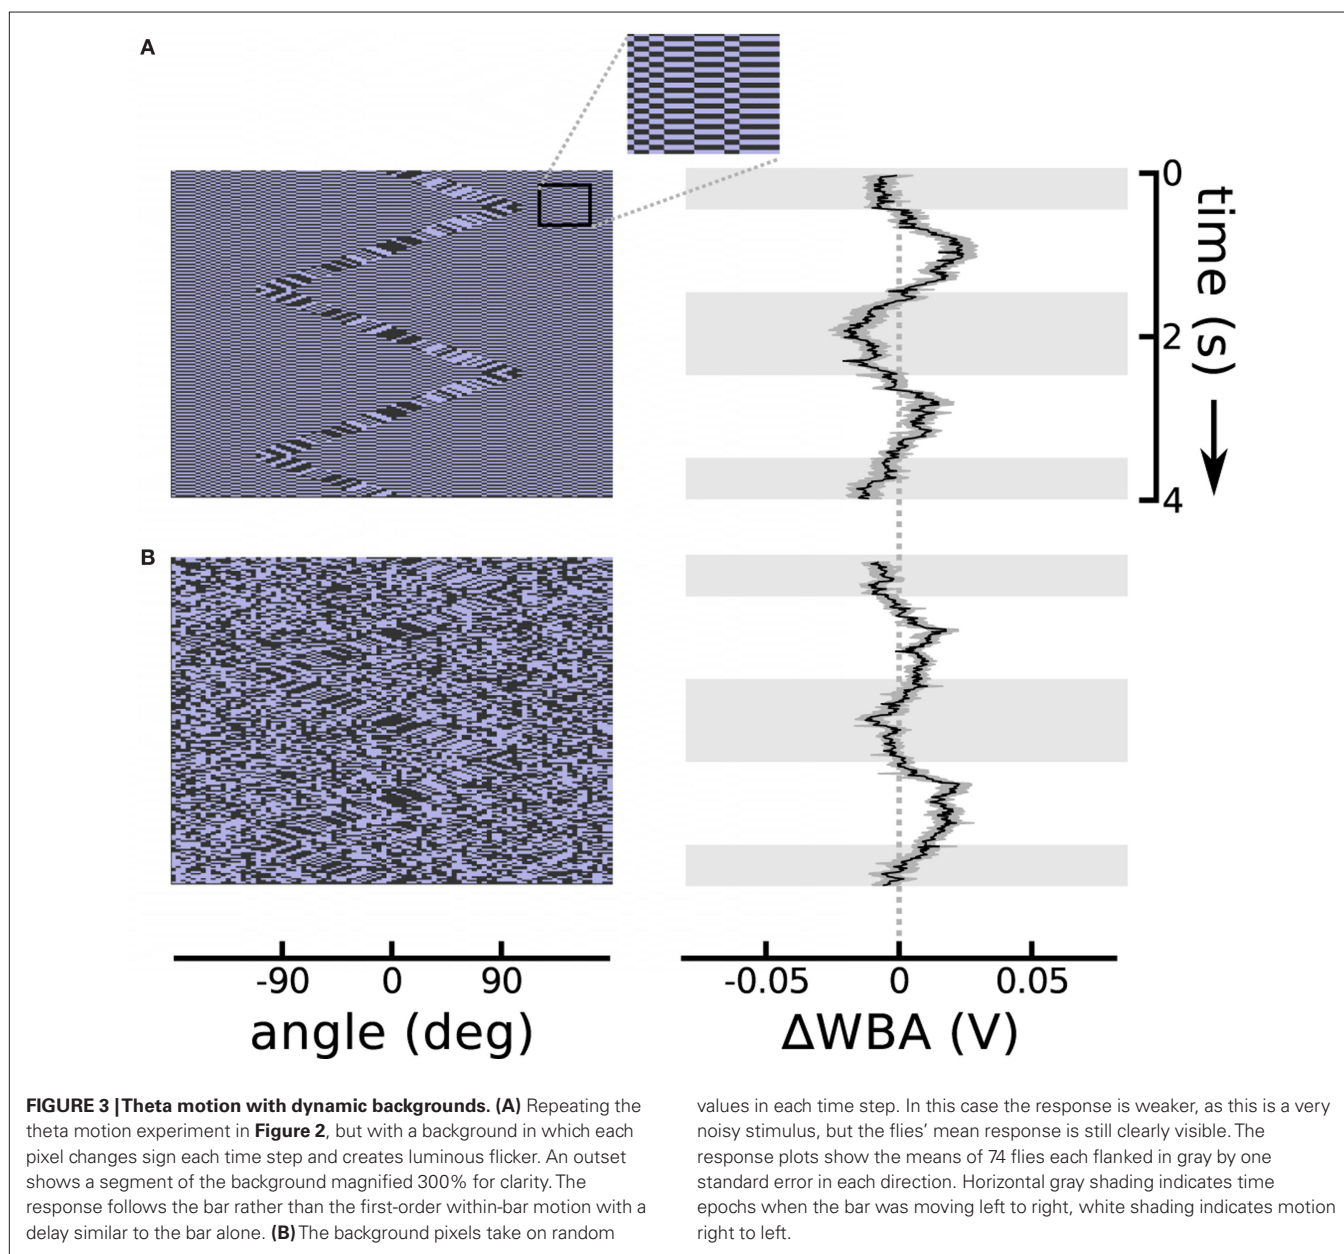 A
0
time (s)
2
4
B
-90 0 90
angle (deg)
-0.05 0 0.05
ΔWBA (V)
FIGURE 3 | Theta motion with dynamic backgrounds. (A) Repeating the
theta motion experiment in Figure 2, but with a background in which each
pixel changes sign each time step and creates luminous flicker. An outset
shows a segment of the background magnified 300% for clarity. The
response follows the bar rather than the first-order within-bar motion with a
delay similar to the bar alone. (B) The background pixels take on random
values in each time step. In this case the response is weaker, as this is a very
noisy stimulus, but the flies' mean response is still clearly visible. The
response plots show the means of 74 flies each flanked in gray by one
standard error in each direction. Horizontal gray shading indicates time
epochs when the bar was moving left to right, white shading indicates motion
right to left.